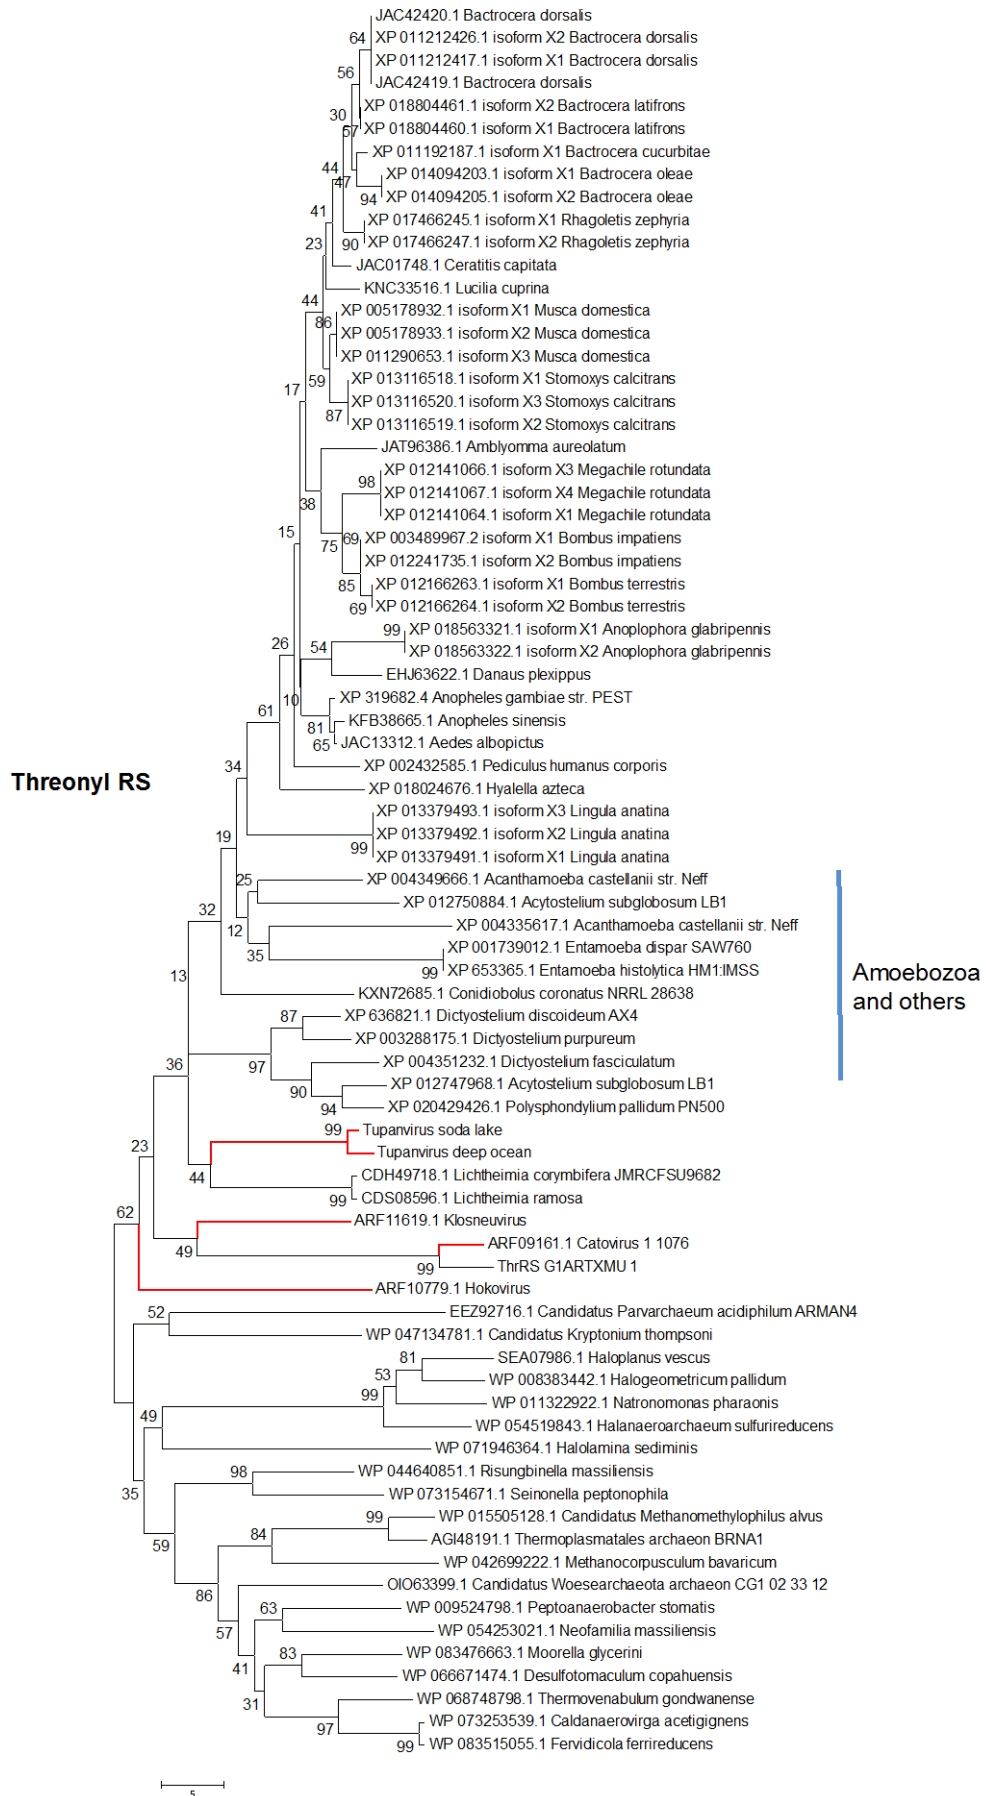 JAC42420.1 Bactrocera dorsalis
64
XP 011212426.1 isoform X2 Bactrocera dorsalis
XP 011212417.1 isoform X1 Bactrocera dorsalis
56
JAC42419.1 Bactrocera dorsalis
XP 018804461.1 isoform X2 Bactrocera latifrons
30
57
XP 018804460.1 isoform X1 Bactrocera latifrons
XP 011192187.1 isoform X1 Bactrocera cucurbitae
44
47
XP 014094203.1 isoform X1 Bactrocera oleae
94
XP 014094205.1 isoform X2 Bactrocera oleae
41
XP 017466245.1 isoform X1 Rhagoletis zephyria
23
90
XP 017466247.1 isoform X2 Rhagoletis zephyria
JAC01748.1 Ceratitis capitata
KNC33516.1 Lucilia cuprina
44
86
XP 005178932.1 isoform X1 Musca domestica
XP 005178933.1 isoform X2 Musca domestica
XP 011290653.1 isoform X3 Musca domestica
59
XP 013116518.1 isoform X1 Stomoxys calcitrans
17
XP 013116520.1 isoform X3 Stomoxys calcitrans
87
XP 013116519.1 isoform X2 Stomoxys calcitrans
JAT96386.1 Amblyomma aureolatum
XP 012141066.1 isoform X3 Megachile rotundata
98
XP 012141067.1 isoform X4 Megachile rotundata
38
XP 012141064.1 isoform X1 Megachile rotundata
15
75
69
XP 003489967.2 isoform X1 Bombus impatiens
XP 012241735.1 isoform X2 Bombus impatiens
85
XP 012166263.1 isoform X1 Bombus terrestris
69
XP 012166264.1 isoform X2 Bombus terrestris
99
XP 018563321.1 isoform X1 Anoplophora glabripennis
26
54
XP 018563322.1 isoform X2 Anoplophora glabripennis
EHJ63622.1 Danaus plexippus
10
XP 319682.4 Anopheles gambiae str. PEST
61
81
KFB38665.1 Anopheles sinensis
65
JAC13312.1 Aedes albopictus
34
XP 002432585.1 Pediculus humanus corporis
Threonyl RS
XP 018024676.1 Hyalella azteca
XP 013379493.1 isoform X3 Lingula anatina
19
XP 013379492.1 isoform X2 Lingula anatina
99
XP 013379491.1 isoform X1 Lingula anatina
25
XP 004349666.1 Acanthamoeba castellanii str. Neff
XP 012750884.1 Acytostelium subglobosum LB1
32
12
XP 004335617.1 Acanthamoeba castellanii str. Neff
35
XP 001739012.1 Entamoeba dispar SAW760
99
XP 653365.1 Entamoeba histolytica HM1:IMSS
13
Amoebozoa
and others
KXN72685.1 Conidiobolus coronatus NRRL 28638
87
XP 636821.1 Dictyostelium discoideum AX4
XP 003288175.1 Dictyostelium purpureum
36
97
XP 004351232.1 Dictyostelium fasciculatum
90
XP 012747968.1 Acytostelium subglobosum LB1
94
XP 020429426.1 Polysphondylium pallidum PN500
99
Tupanvirus soda lake
23
Tupanvirus deep ocean
44
CDH49718.1 Lichtheimia corymbifera JMRCFSU9682
99
CDS08596.1 Lichtheimia ramosa
62
ARF11619.1 Klosneuvirus
49
ARF09161.1 Catovirus 1 1076
99
ThrRS G1ARTXMU 1
ARF10779.1 Hokovirus
52
EEZ92716.1 Candidatus Parvarchaeum acidiphilum ARMAN4
WP 047134781.1 Candidatus Kryptonium thompsoni
81
SEA07986.1 Haloplanus vescus
53
WP 008383442.1 Halogeometricum pallidum
99
WP 011322922.1 Natronomonas pharaonis
49
WP 054519843.1 Halanaeroarchaeum sulfurireducens
WP 071946364.1 Halolamina sediminis
98
WP 044640851.1 Risungbinella massiliensis
35
WP 073154671.1 Seinonella peptonophila
99
WP 015505128.1 Candidatus Methanomethylophilus alvus
59
84
AGI48191.1 Thermoplasmatales archaeon BRNA1
WP 042699222.1 Methanocorpusculum bavaricum
86
OIO63399.1 Candidatus Woesearchaeota archaeon CG1 02 33 12
63
WP 009524798.1 Peptoanaerobacter stomatis
57
WP 054253021.1 Neofamilia massiliensis
83
WP 083476663.1 Moorella glycerini
41
WP 066671474.1 Desulfotomaculum copahuensis
31
WP 068748798.1 Thermovenabulum gondwanense
97
WP 073253539.1 Caldanaerovirga acetigignens
99
WP 083515055.1 Fervidicola ferrireducens
5